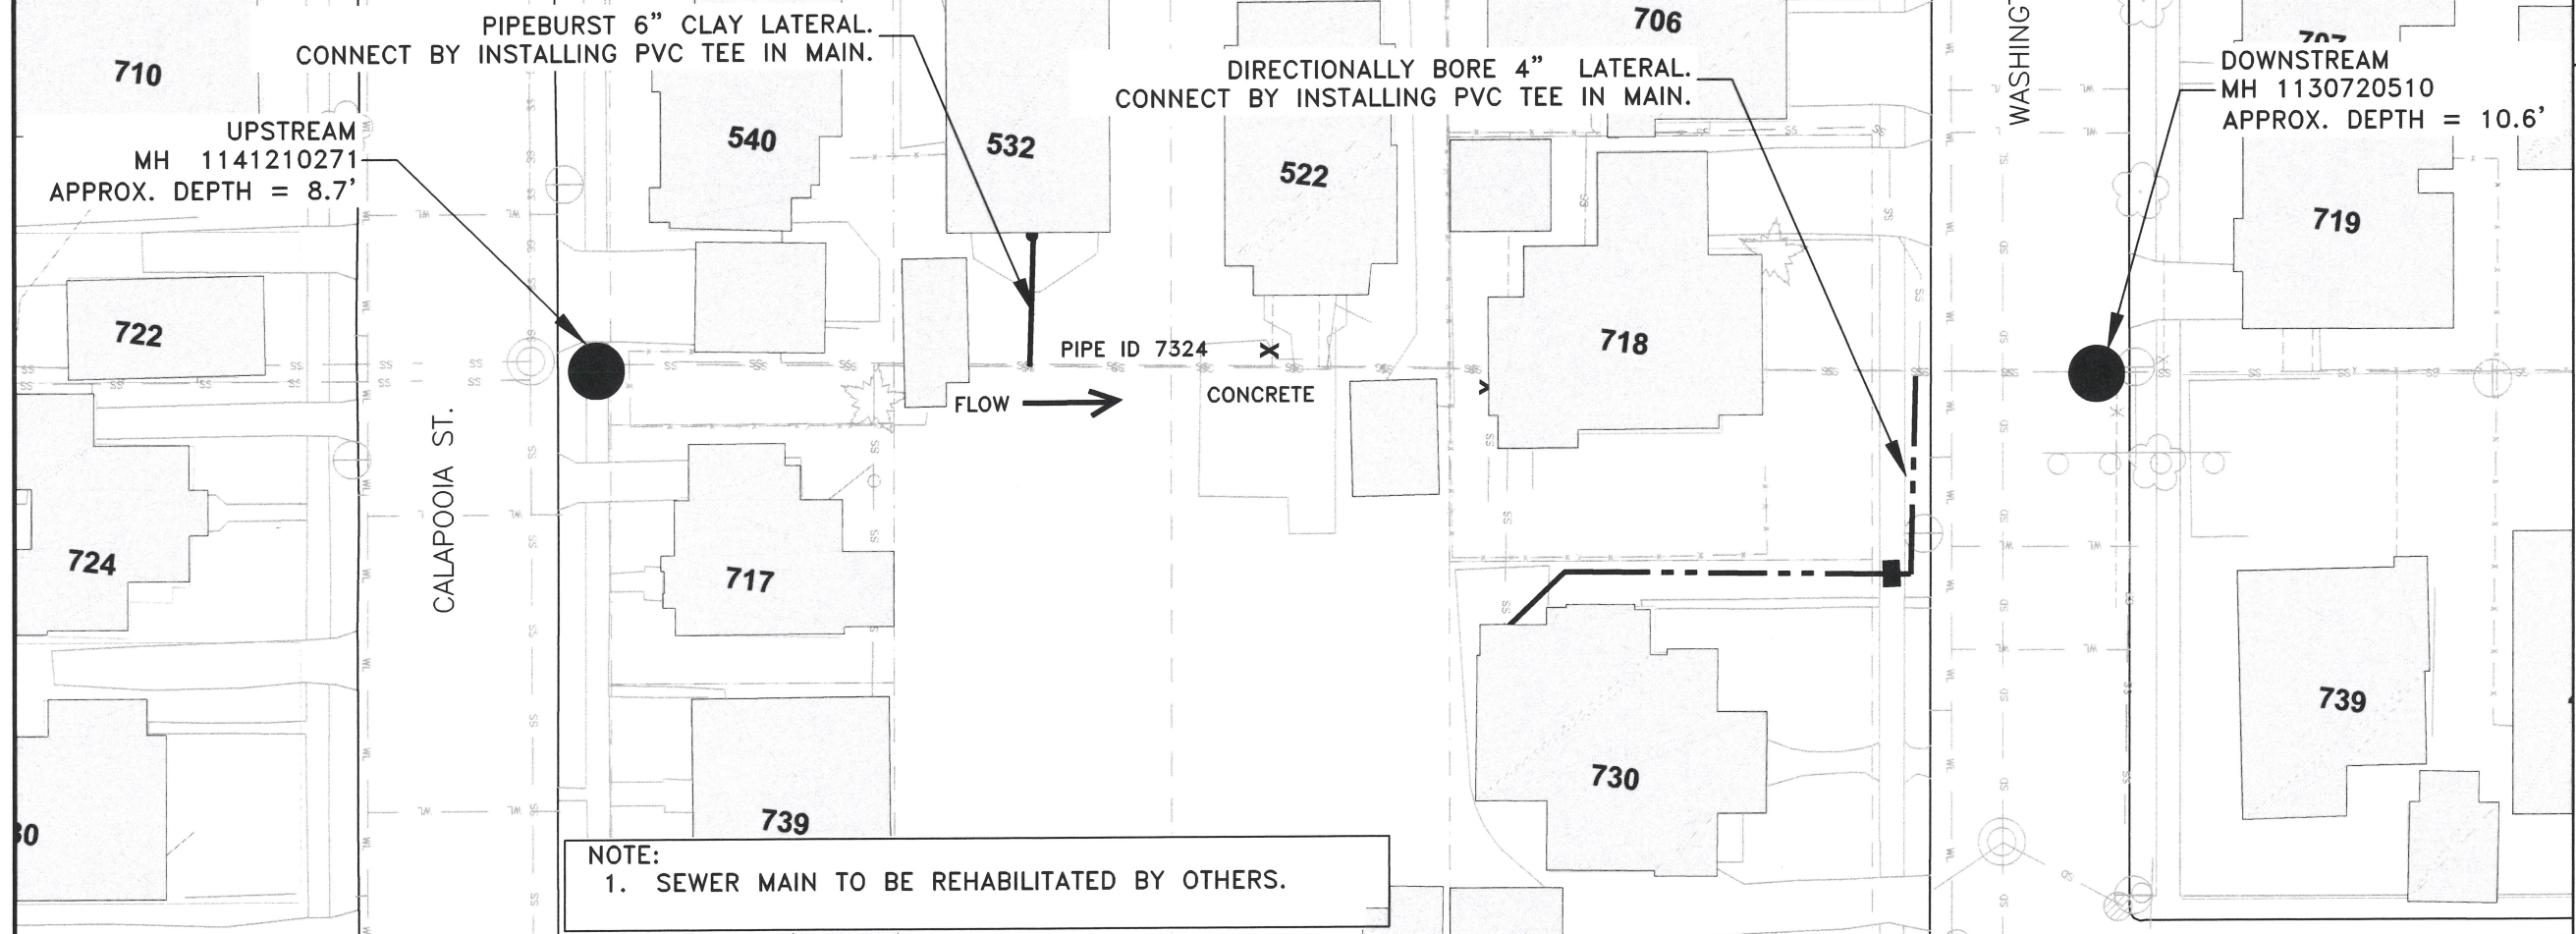 PIPEBURST 6" CLAY LATERAL.
CONNECT BY INSTALLING PVC TEE IN MAIN.
706
WASHINGT
DIRECTIONALLY BORE 4" LATERAL.
CONNECT BY INSTALLING PVC TEE IN MAIN.
DOWNSTREAM
MH 1130720510
APPROX. DEPTH = 10.6'
710
UPSTREAM
MH 1141210271
APPROX. DEPTH = 8.7'
540
532
522
719
722
718
PIPE ID 7324
FLOW
CONCRETE
CALAPOOIA ST.
724
717
730
739
739
NOTE:
1. SEWER MAIN TO BE REHABILITATED BY OTHERS.